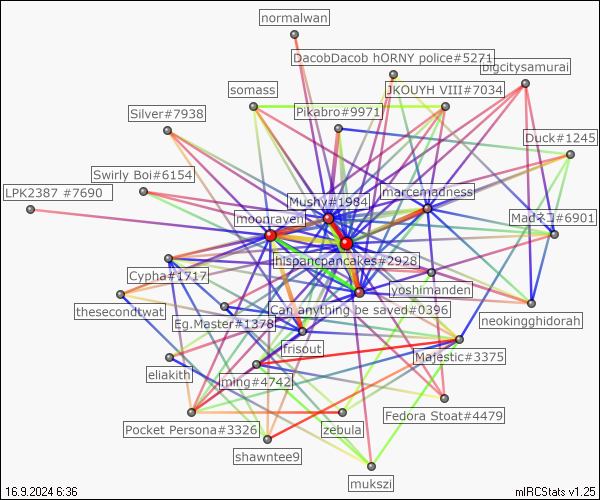 normalwan
DacobDacob hORNY police#5271
bigcitysamurai
somass
JKOUYH VIII#7034
Silver#7938
Pikabro#9971
Duck#1245
Swirly Boi#6154
LPK2387 #7690
Mushy#1984
marcemadness
moonraven
Madネコ#6901
hispancpancakes#2928
Cypha#1717
yoshimanden
thesecondtwat
Can anything be saved#0396
neokingghidorah
Eg.Master#1378
frisout
Majestic#3375
eliakith
ming#4742
Fedora Stoat#4479
Pocket Persona#3326
zebula
shawntee9
mukszi
16.9.2024 6:36
mIRCStats v1.25